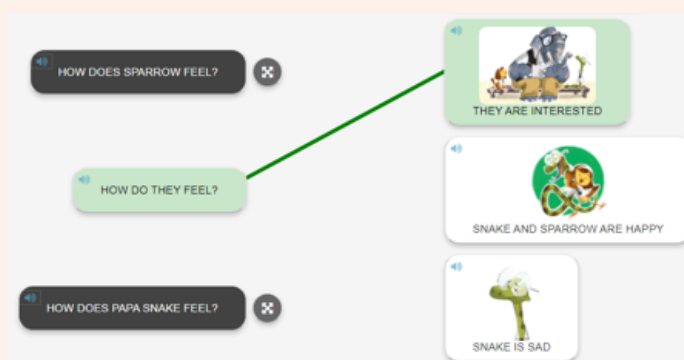 HOW DOES SPARROW FEEL?
THEY ARE INTERESTED
HOW DO THEY FEEL?
SNAKE AND SPARROW ARE HAPPY
HOW DOES PAPA SNAKE FEEL?
SNAKE IS SAD